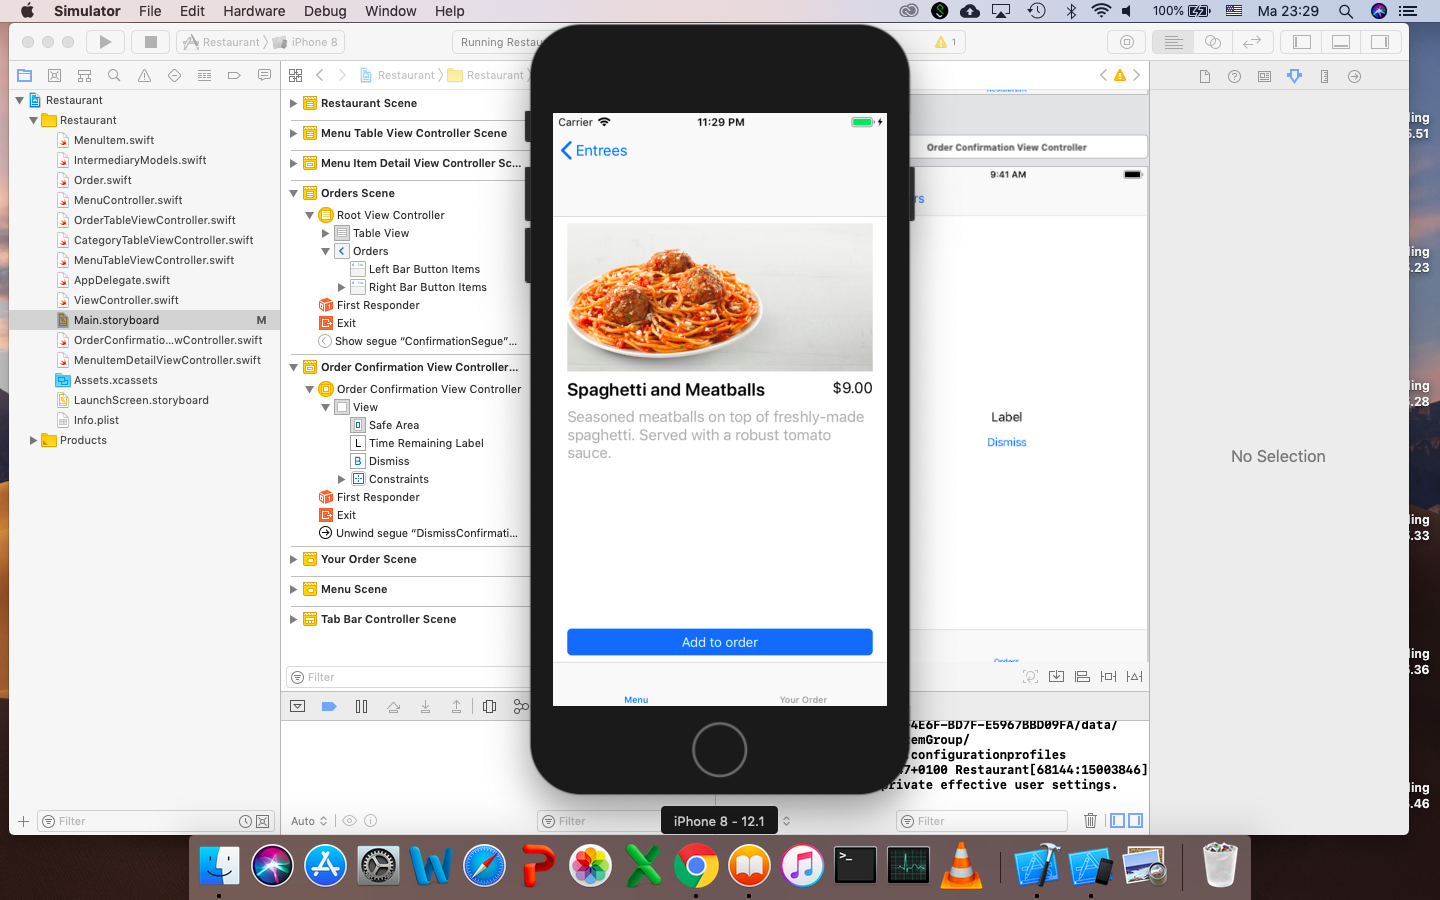 Simulator File Edit Hardware Debug Window Help 100% Ma 23:29
Restaurant iPhone 8 Running Restau 1
Restaurant Restaurant
Restaurant
Restaurant
MenuItem.swift
IntermediaryModels.swift
Order.swift
MenuController.swift
OrderTableViewController.swift
CategoryTableViewController.swift
MenuTableViewController.swift
AppDelegate.swift
ViewController.swift
Main.storyboard M
OrderConfirmatio...wController.swift
MenuItemDetailViewController.swift
Assets.xcassets
LaunchScreen.storyboard
Info.plist
Products
Filter
Restaurant Scene
Menu Table View Controller Scene
Menu Item Detail View Controller Sc...
Orders Scene
Root View Controller
Table View
Orders
Left Bar Button Items
Right Bar Button Items
First Responder
Exit
Show segue “ConfirmationSegue”...
Order Confirmation View Controller...
Order Confirmation View Controller
View
Safe Area
L Time Remaining Label
B Dismiss
Constraints
First Responder
Exit
Unwind segue “DismissConfirmati...
Your Order Scene
Menu Scene
Tab Bar Controller Scene
Filter
Auto
Filter
Carrier 11:29 PM
Entrees
Spaghetti and Meatballs $9.00
Seasoned meatballs on top of freshly-made
spaghetti. Served with a robust tomato
sauce.
Add to order
Menu Your Order
iPhone 8 - 12.1
Restaurant
Order Confirmation View Controller
9:41 AM
rs
Label
Dismiss
Orders
4E6F-BD7F-E5967BBD09FA/data/
emGroup/
configurationprofiles
7+0100 Restaurant[68144:15003846]
private effective user settings.
Filter
No Selection
ling
5.51
ling
.23
ling
.28
ling
.33
ling
.36
ling
.46